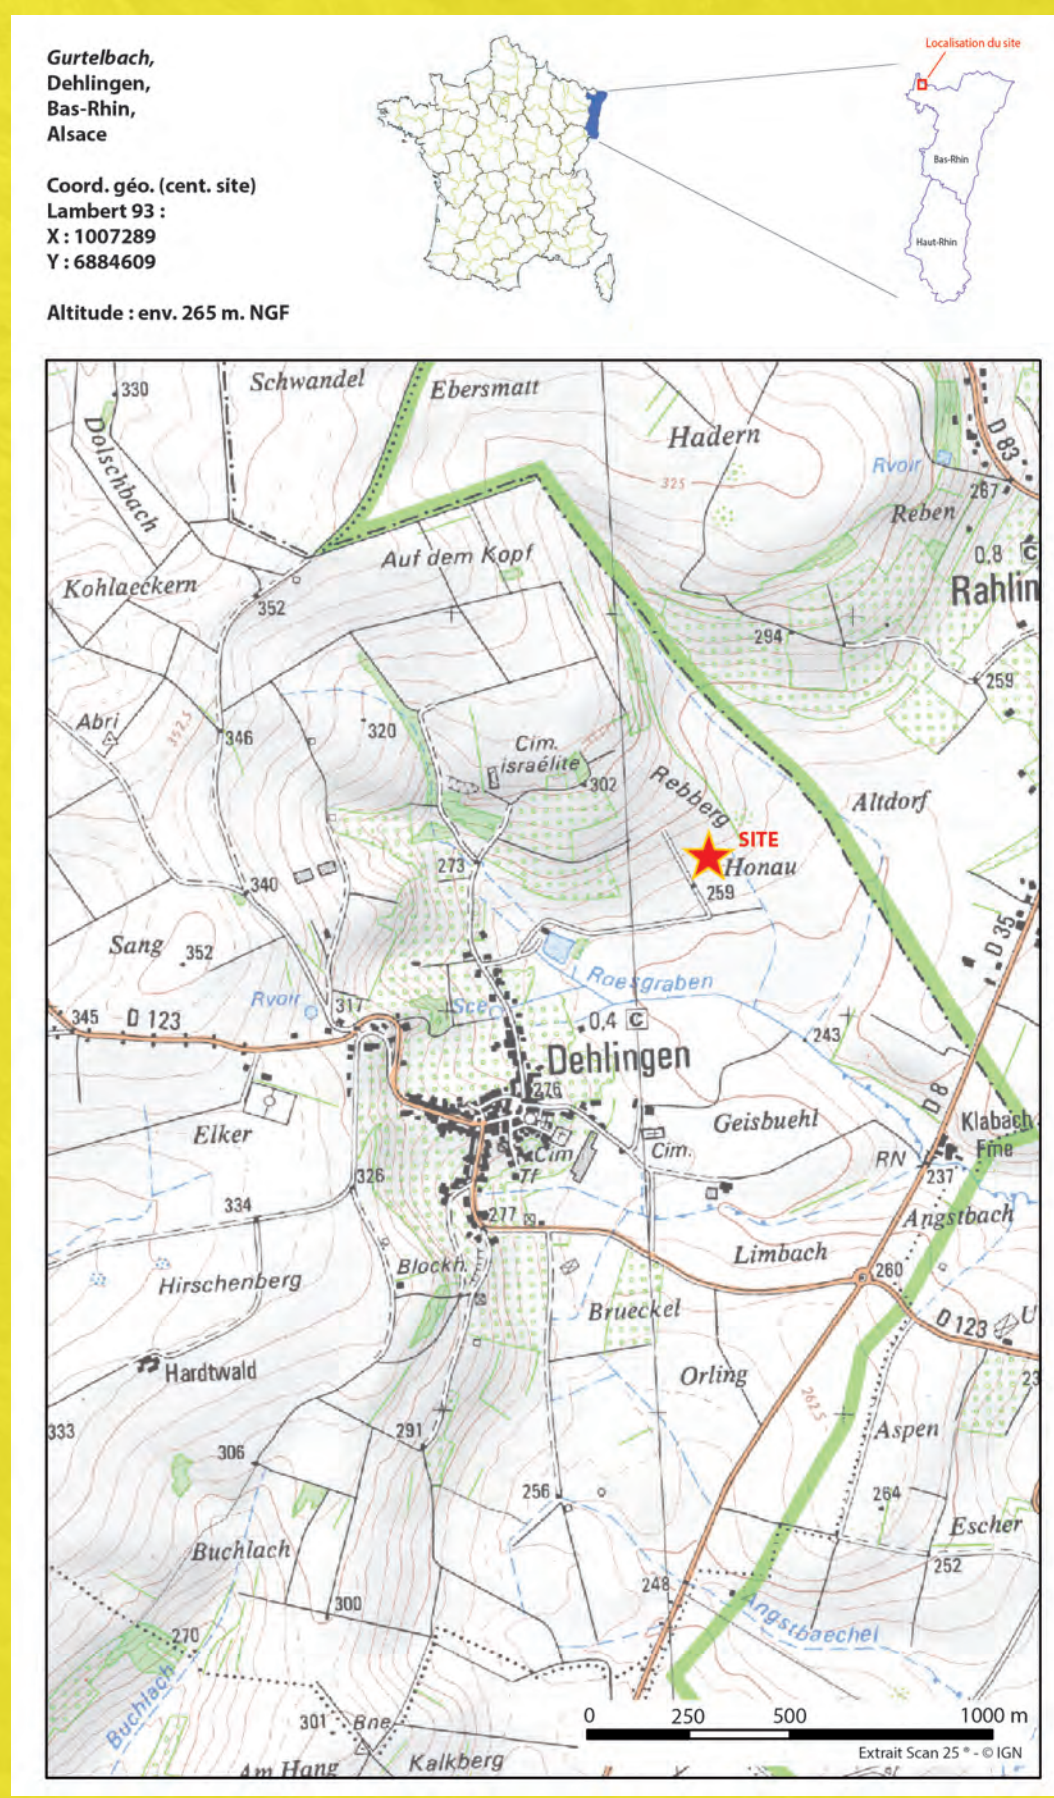 Gurtelbach,
Dehlingen,
Bas-Rhin,
Alsace
Coord. géo. (cent. site)
Lambert 93 :
X : 1007289
Y : 6884609
Altitude : env. 265 m. NGF
Localisation du site
Bas-Rhin
Haut-Rhin
330
Schwandel
Ebersmatt
Hadern
D 83
Dolschbach
325
Rvoir
267
Reben
Auf dem Kopf
0,8 C
Kohlaeckern
Rahlin
352
294
259
Abri
352,5
346
320
Cim.
israélite
302
Rebberg
Altdorf
SITE
Honau
273
259
340
Sang
352
D 35
Roesgraben
Rvoir
317
Sce
345
D 123
0,4 C
243
Dehlingen
276
D 8
Geisbuehl
Klabach
Fme
Elker
Cim
Cim.
RN
Tf
237
326
334
277
Angstbach
Limbach
Blockh.
260
Hirschenberg
Brueckel
D 123
U
Hardtwald
Orling
23
262,5
333
291
Aspen
306
256
264
Escher
Buchlach
252
248
300
Angstbaechel
270
Buchlach
301
Bne
Kalkberg
Am Hang
0 250 500 1000 m
Extrait Scan 25 ® - © IGN